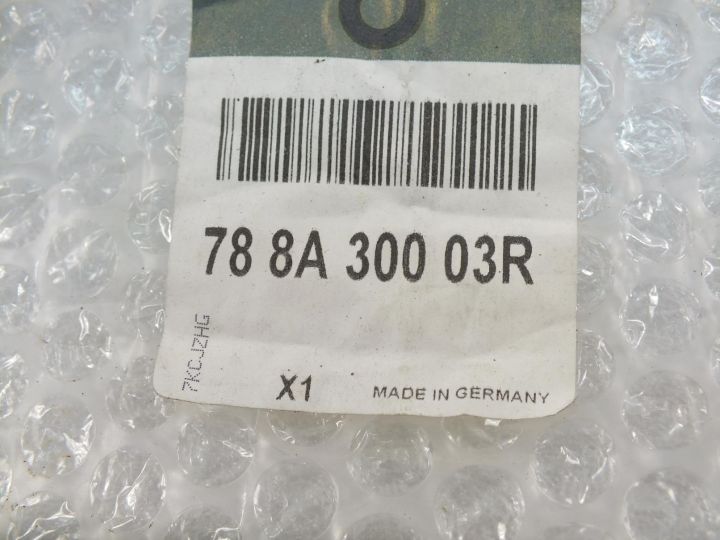 78 8A 300 03R
7KCJZHG
X1
MADE IN GERMANY